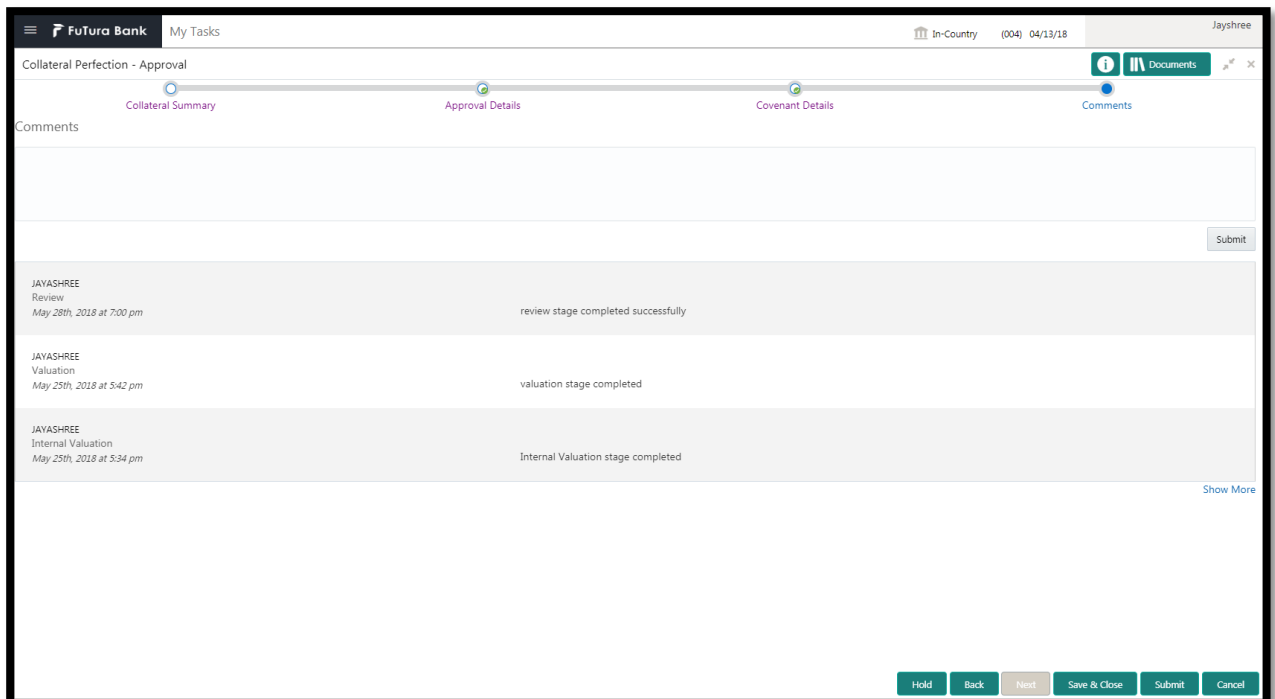 FuTura Bank My Tasks In-Country (004) 04/13/18 Jayshree
Collateral Perfection - Approval Documents
Collateral Summary Approval Details Covenant Details Comments
Comments
Submit
JAYASHREE
Review
May 28th, 2018 at 7:00 pm review stage completed successfully
JAYASHREE
Valuation
May 25th, 2018 at 5:42 pm valuation stage completed
JAYASHREE
Internal Valuation
May 25th, 2018 at 5:34 pm Internal Valuation stage completed
Show More
Hold Back Next Save & Close Submit Cancel